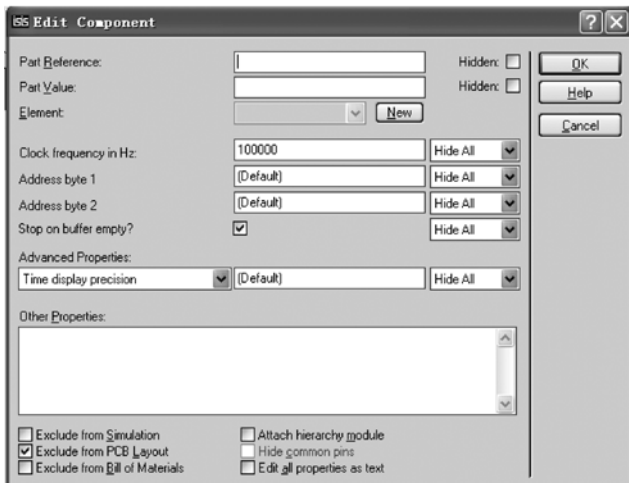 ISIS Edit Component
Part Reference: Hidden: OK
Part Value: Hidden: Help
Element: New Cancel
Clock frequency in Hz: 100000 Hide All
Address byte 1 (Default) Hide All
Address byte 2 (Default) Hide All
Stop on buffer empty? Hide All
Advanced Properties:
Time display precision (Default) Hide All
Other Properties:
Exclude from Simulation Attach hierarchy module
Exclude from PCB Layout Hide common pins
Exclude from Bill of Materials Edit all properties as text